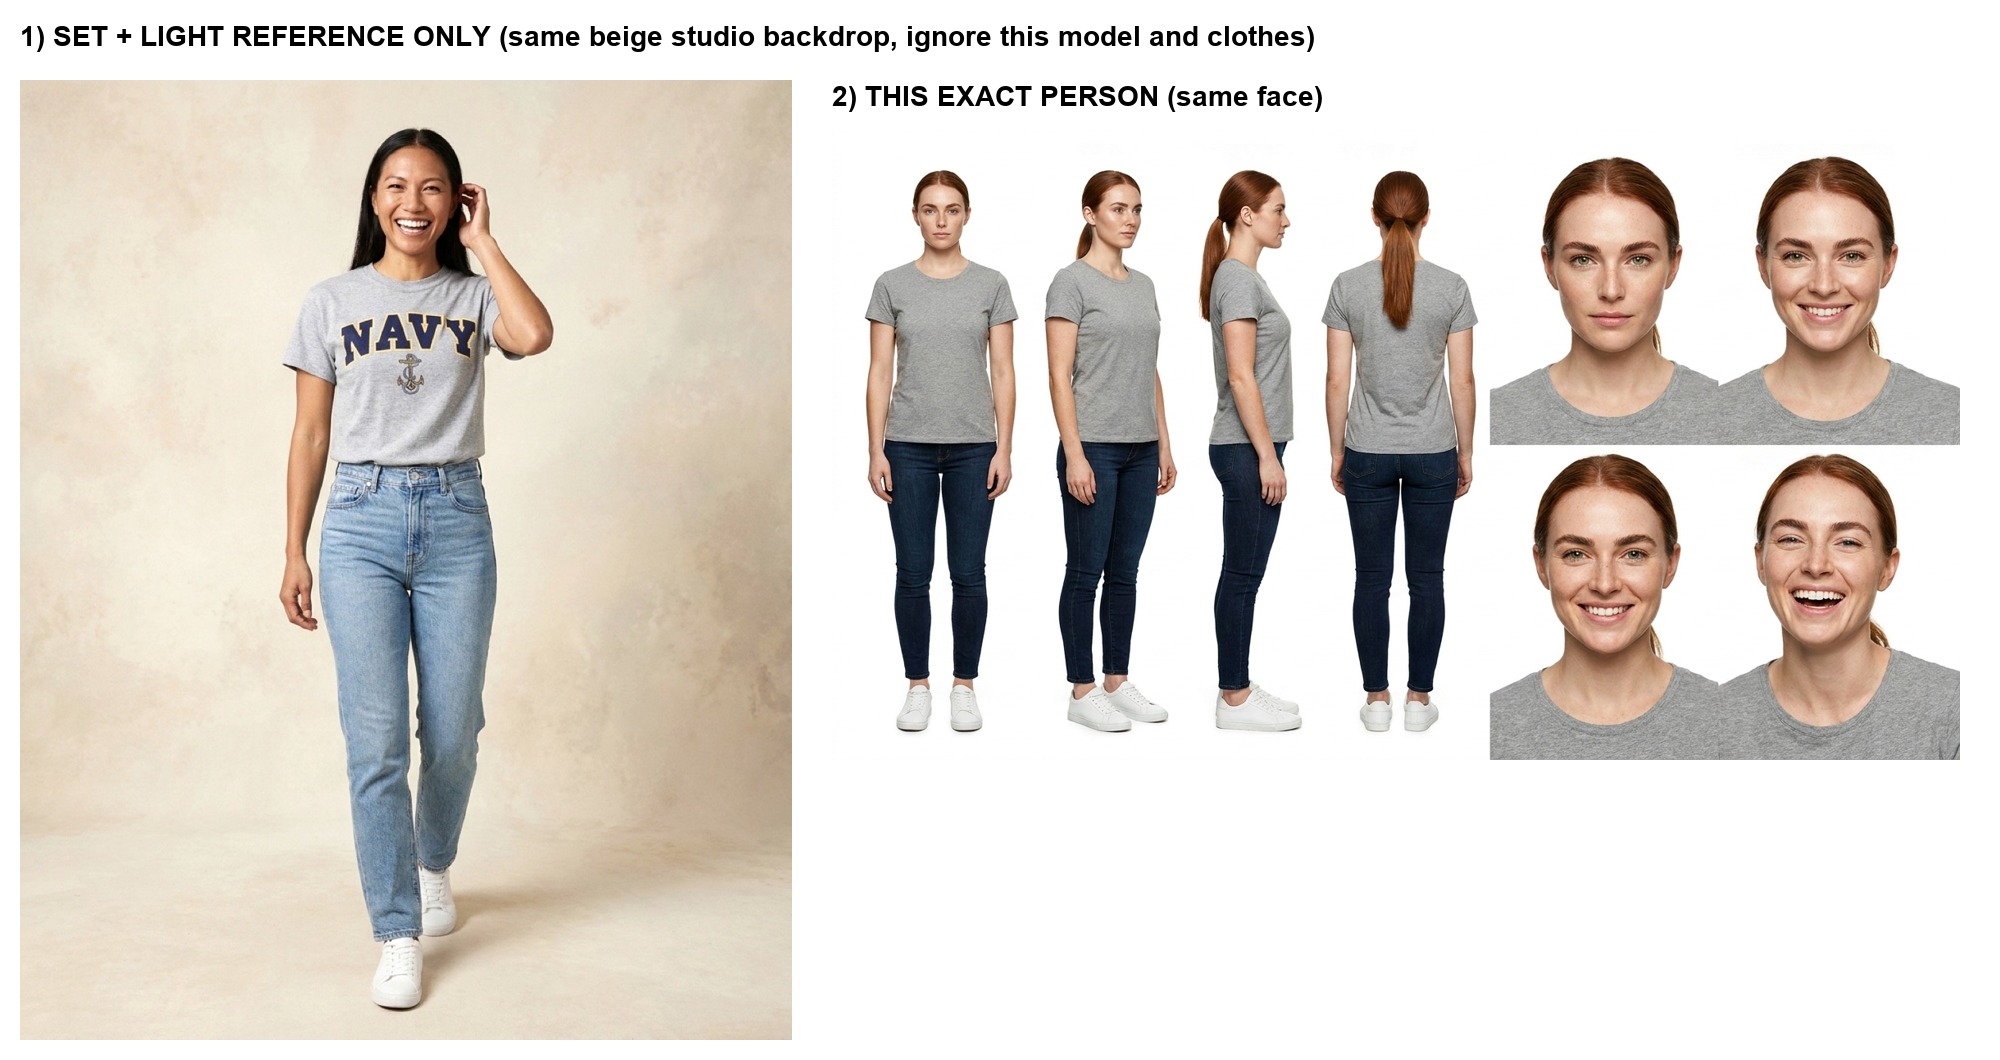 1) SET + LIGHT REFERENCE ONLY (same beige studio backdrop, ignore this model and clothes)
2) THIS EXACT PERSON (same face)
NAVY